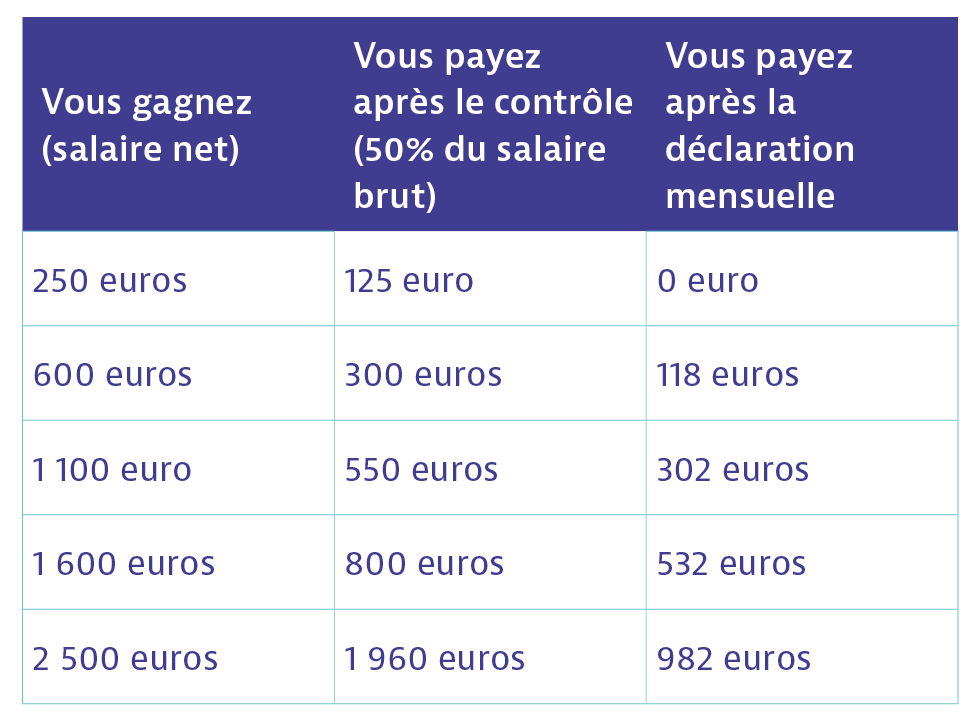 Vous gagnez
(salaire net)
Vous payez
après le contrôle
(50% du salaire
brut)
Vous payez
après la
déclaration
mensuelle
250 euros
125 euro
0 euro
600 euros
300 euros
118 euros
1 100 euro
550 euros
302 euros
1 600 euros
800 euros
532 euros
2 500 euros
1 960 euros
982 euros